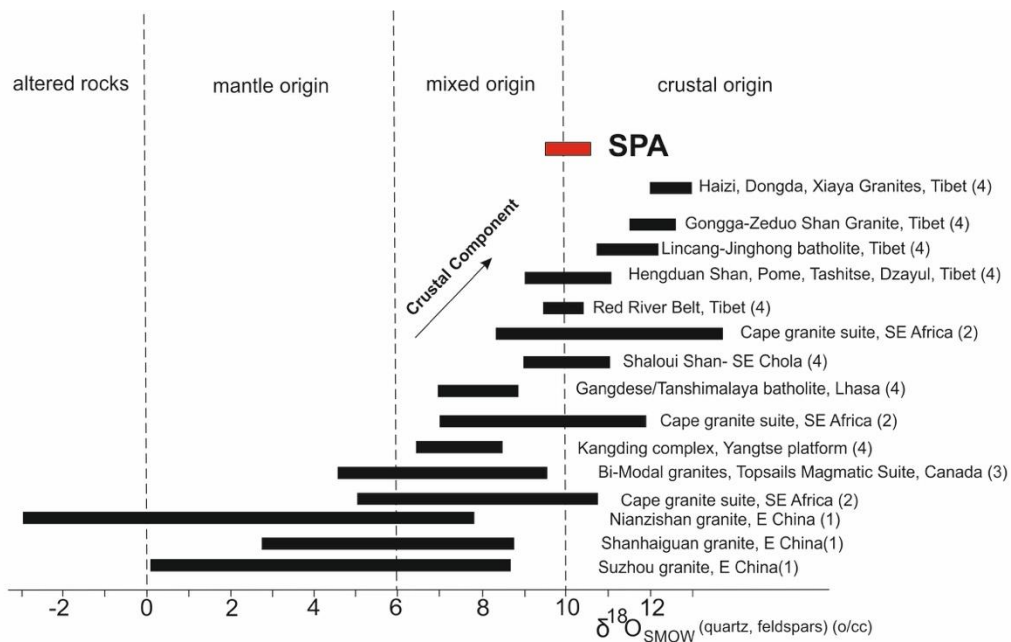 altered rocks
mantle origin
mixed origin
crustal origin
SPA
Haizi, Dongda, Xiaya Granites, Tibet (4)
Gongga-Zeduo Shan Granite, Tibet (4)
Lincang-Jinghong batholite, Tibet (4)
Crustal Component
Hengduan Shan, Pome, Tashitse, Dzayul, Tibet (4)
Red River Belt, Tibet (4)
Cape granite suite, SE Africa (2)
Shaloui Shan- SE Chola (4)
Gangdese/Tanshimalaya batholite, Lhasa (4)
Cape granite suite, SE Africa (2)
Kangding complex, Yangtse platform (4)
Bi-Modal granites, Topsails Magmatic Suite, Canada (3)
Cape granite suite, SE Africa (2)
Nianzishan granite, E China (1)
Shanhaiguan granite, E China(1)
Suzhou granite, E China(1)
-2 0 2 4 6 8 10 12
δ18OSMOW (quartz, feldspars) (o/cc)